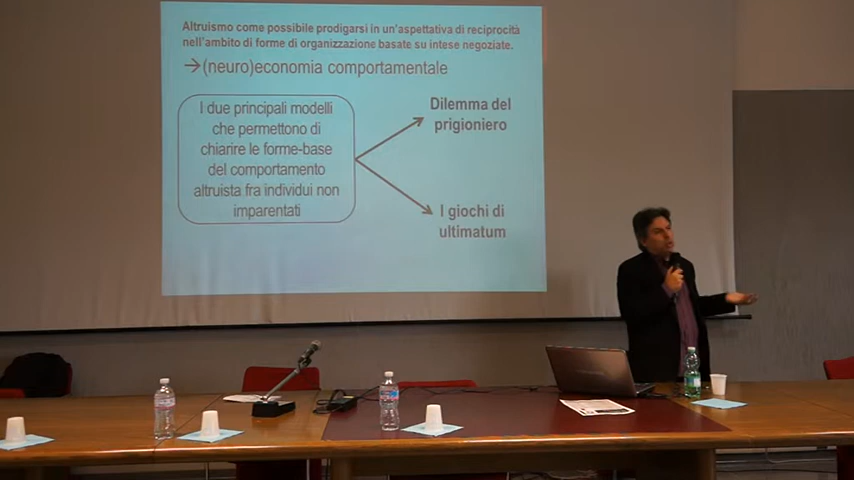 Altruismo come possibile prodigarsi in un'aspettativa di reciprocità
nell'ambito di forme di organizzazione basate su intese negoziate.
→(neuro)economia comportamentale
I due principali modelli
che permettono di
chiarire le forme-base
del comportamento
altruista fra individui non
imparentati
Dilemma del
prigioniero
I giochi di
ultimatum